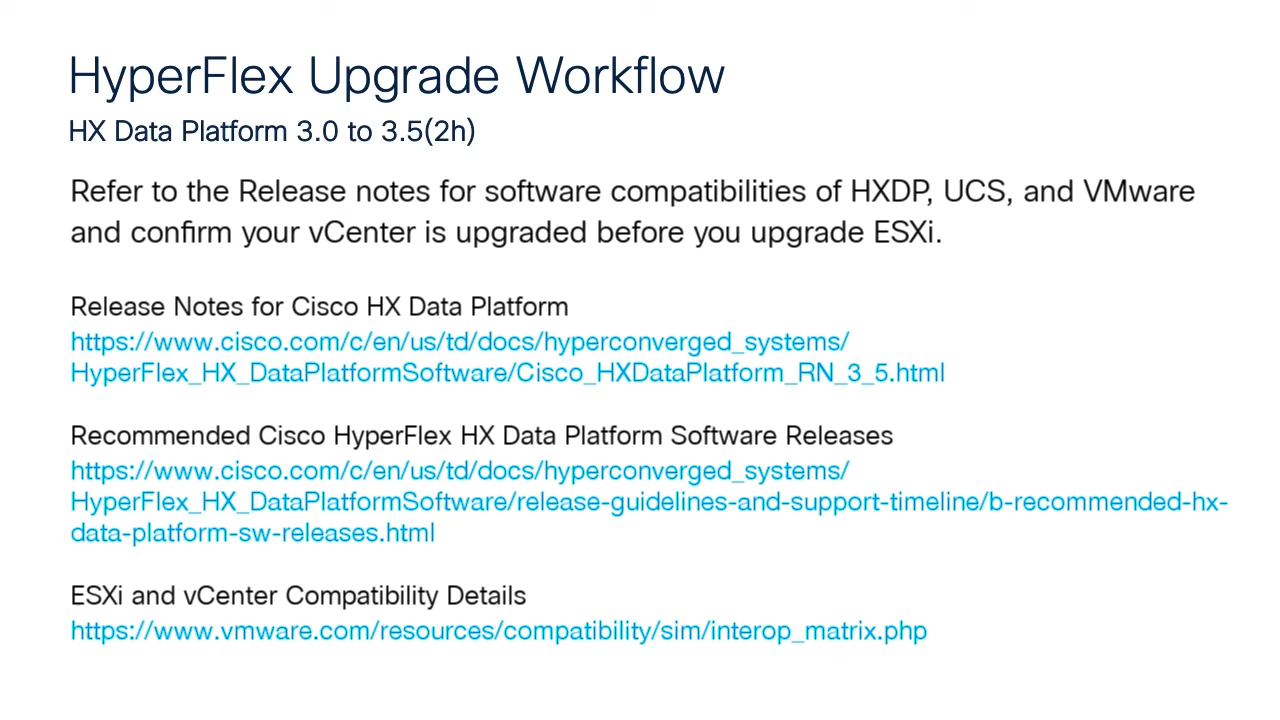 HyperFlex Upgrade Workflow
HX Data Platform 3.0 to 3.5(2h)
Refer to the Release notes for software compatibilities of HXDP, UCS, and VMware
and confirm your vCenter is upgraded before you upgrade ESXi.
Release Notes for Cisco HX Data Platform
https://www.cisco.com/c/en/us/td/docs/hyperconverged_systems/
HyperFlex_HX_DataPlatformSoftware/Cisco_HXDataPlatform_RN_3_5.html
Recommended Cisco HyperFlex HX Data Platform Software Releases
https://www.cisco.com/c/en/us/td/docs/hyperconverged_systems/
HyperFlex_HX_DataPlatformSoftware/release-guidelines-and-support-timeline/b-recommended-hx-
data-platform-sw-releases.html
ESXi and vCenter Compatibility Details
https://www.vmware.com/resources/compatibility/sim/interop_matrix.php